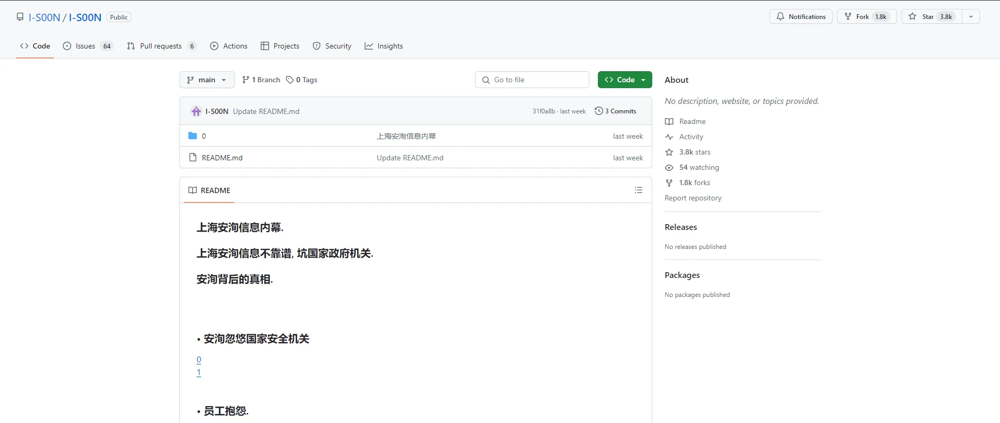 I-S00N / I-S00N Public
Notifications Fork 1.8k Star 3.8k
Code Issues 64 Pull requests 6 Actions Projects Security Insights
main 1 Branch 0 Tags Go to file Code
I-S00N Update README.md 31f0a8b · last week 3 Commits
0 上海安洵信息内幕 last week
README.md Update README.md last week
README
上海安洵信息内幕.
上海安洵信息不靠谱, 坑国家政府机关.
安洵背后的真相.
• 安洵忽悠国家安全机关
0
1
• 员工抱怨.
About
No description, website, or topics provided.
Readme
Activity
3.8k stars
54 watching
1.8k forks
Report repository
Releases
No releases published
Packages
No packages published